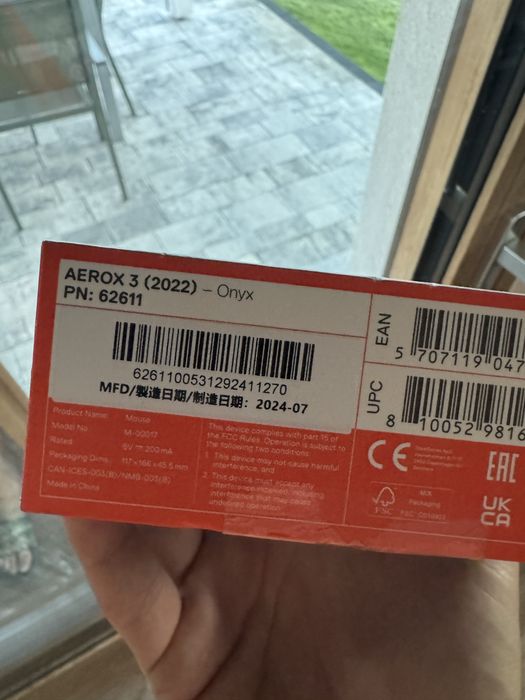 AEROX 3 (2022) – Onyx
PN: 62611
6261100531292411270
MFD/製造日期/制造日期: 2024-07
Product Name: Mouse
Model No. M-00017
Rated 5V ⎓ 200 mA
Packaging Dims. 117 × 166 × 45.5 mm
CAN-ICES-003(B)/NMB-003(B)
Made in China
This device complies with part 15 of
the FCC Rules. Operation is subject to
the following two conditions:
1. This device may not cause harmful
interference, and
2. This device must accept any
interference received, including
interference that may cause
undesired operation.
EAN
5 707119 047
UPC
8 10052 9816
CE
EAC
FSC
MIX
Packaging
UK
CA